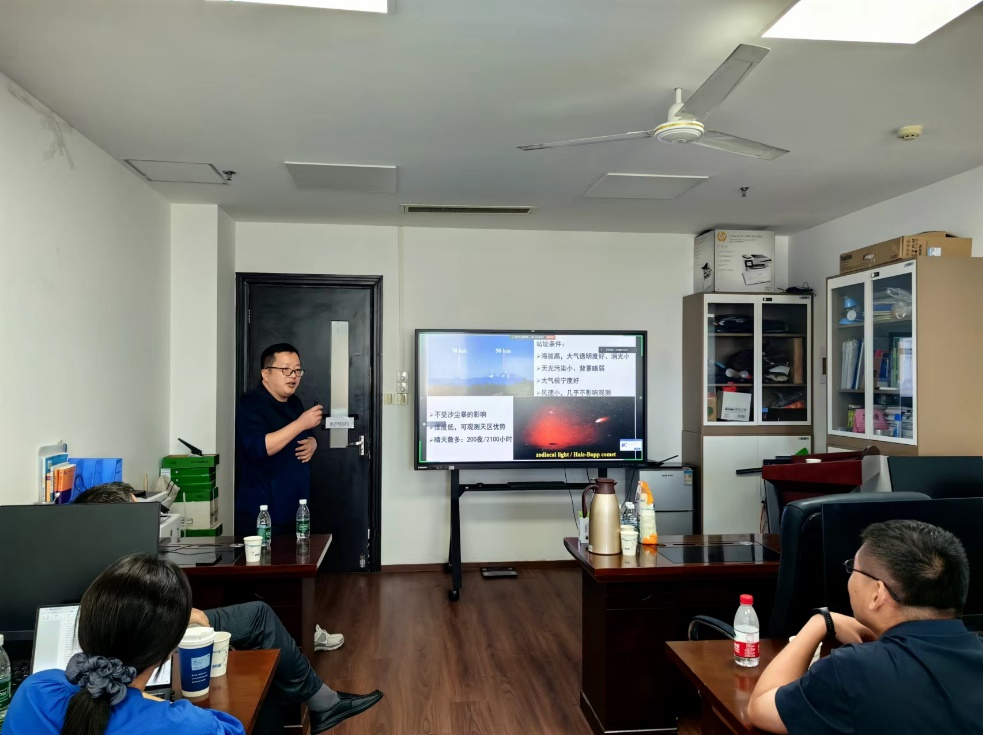 站址条件：
➢海拔高，大气透明度好、消光小
➢天光污染小、背景暗弱
➢大气视宁度好
➢风速小，几乎不影响观测
➢不受沙尘暴的影响
➢纬度低，可观测天区优势
➢晴天数多：200夜/2100小时
zodiacal light / Hale-Bopp comet
hp